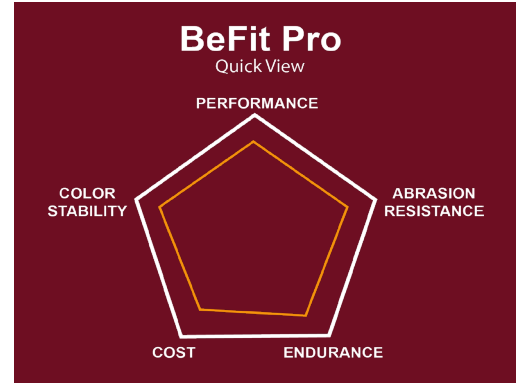 BeFit Pro
Quick View
PERFORMANCE
COLOR
STABILITY
ABRASION
RESISTANCE
COST
ENDURANCE